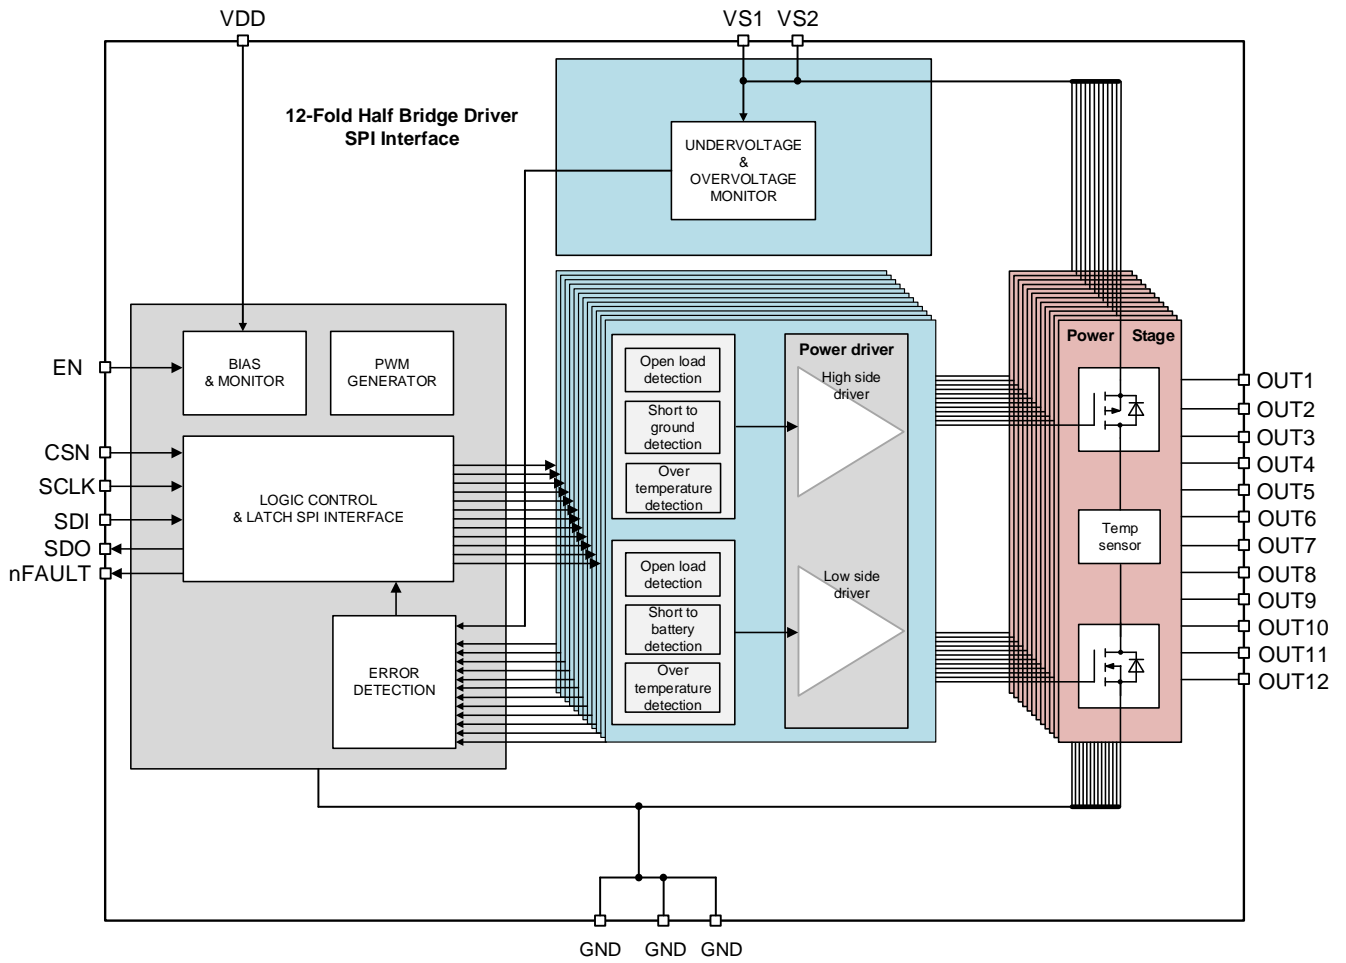 VDD
VS1
VS2
12-Fold Half Bridge Driver
SPI Interface
UNDERVOLTAGE
&
OVERVOLTAGE
MONITOR
EN
CSN
SCLK
SDI
SDO
nFAULT
BIAS
& MONITOR
PWM
GENERATOR
LOGIC CONTROL
& LATCH SPI INTERFACE
ERROR
DETECTION
Open load
detection
Short to
ground
detection
Over
temperature
detection
Open load
detection
Short to
battery
detection
Over
temperature
detection
Power driver
High side
driver
Low side
driver
Power Stage
Temp
sensor
OUT1
OUT2
OUT3
OUT4
OUT5
OUT6
OUT7
OUT8
OUT9
OUT10
OUT11
OUT12
GND
GND
GND